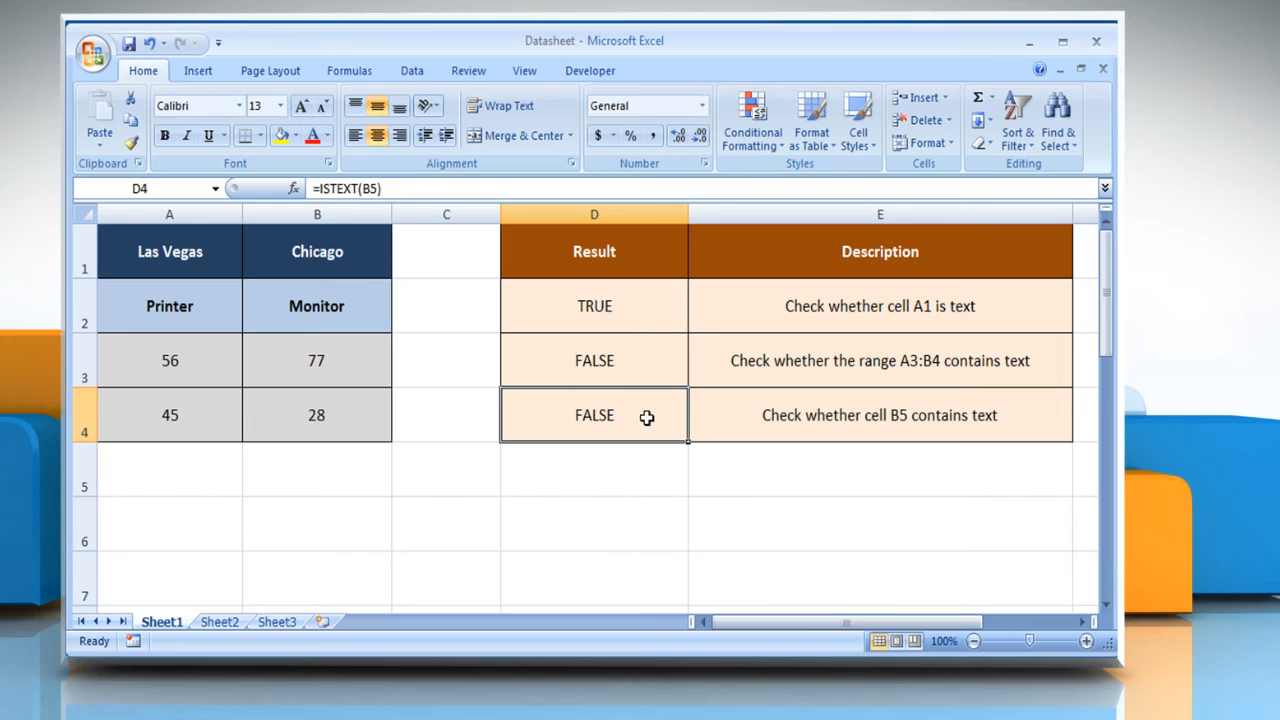 Datasheet - Microsoft Excel
Home Insert Page Layout Formulas Data Review View Developer
Paste
Clipboard
Calibri 13
B I U
Font
Wrap Text
Merge & Center
Alignment
General
$ % ,
Number
Conditional Formatting
Format as Table
Cell Styles
Styles
Insert
Delete
Format
Cells
Σ
Sort & Filter
Find & Select
Editing
D4 fx =ISTEXT(B5)
A B C D E
1 Las Vegas Chicago Result Description
2 Printer Monitor TRUE Check whether cell A1 is text
3 56 77 FALSE Check whether the range A3:B4 contains text
4 45 28 FALSE Check whether cell B5 contains text
5
6
7
Sheet1 Sheet2 Sheet3
Ready 100%